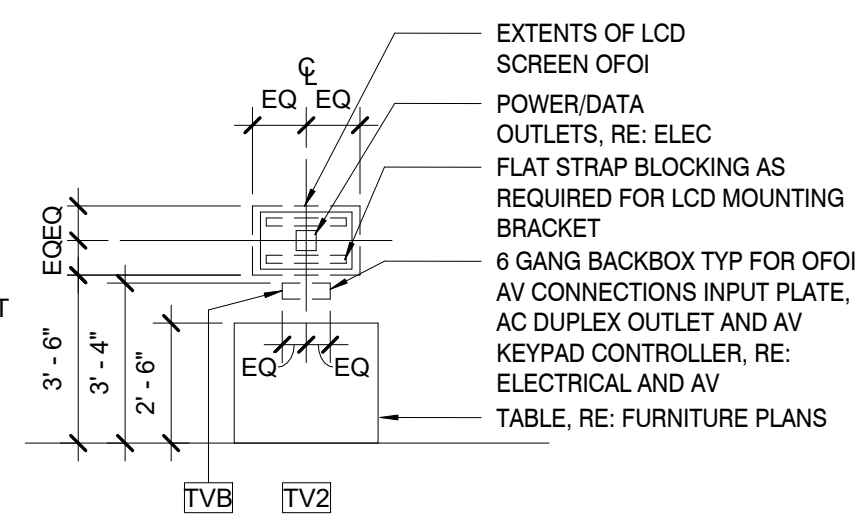 EXTENTS OF LCD
SCREEN OFOI
POWER/DATA
OUTLETS, RE: ELEC
FLAT STRAP BLOCKING AS
REQUIRED FOR LCD MOUNTING
BRACKET
6 GANG BACKBOX TYP FOR OFOI
AV CONNECTIONS INPUT PLATE,
AC DUPLEX OUTLET AND AV
KEYPAD CONTROLLER, RE:
ELECTRICAL AND AV
TABLE, RE: FURNITURE PLANS
CL
EQ EQ
EQ EQ
T
3' - 6"
3' - 4"
2' - 6"
EQ EQ
TVB TV2